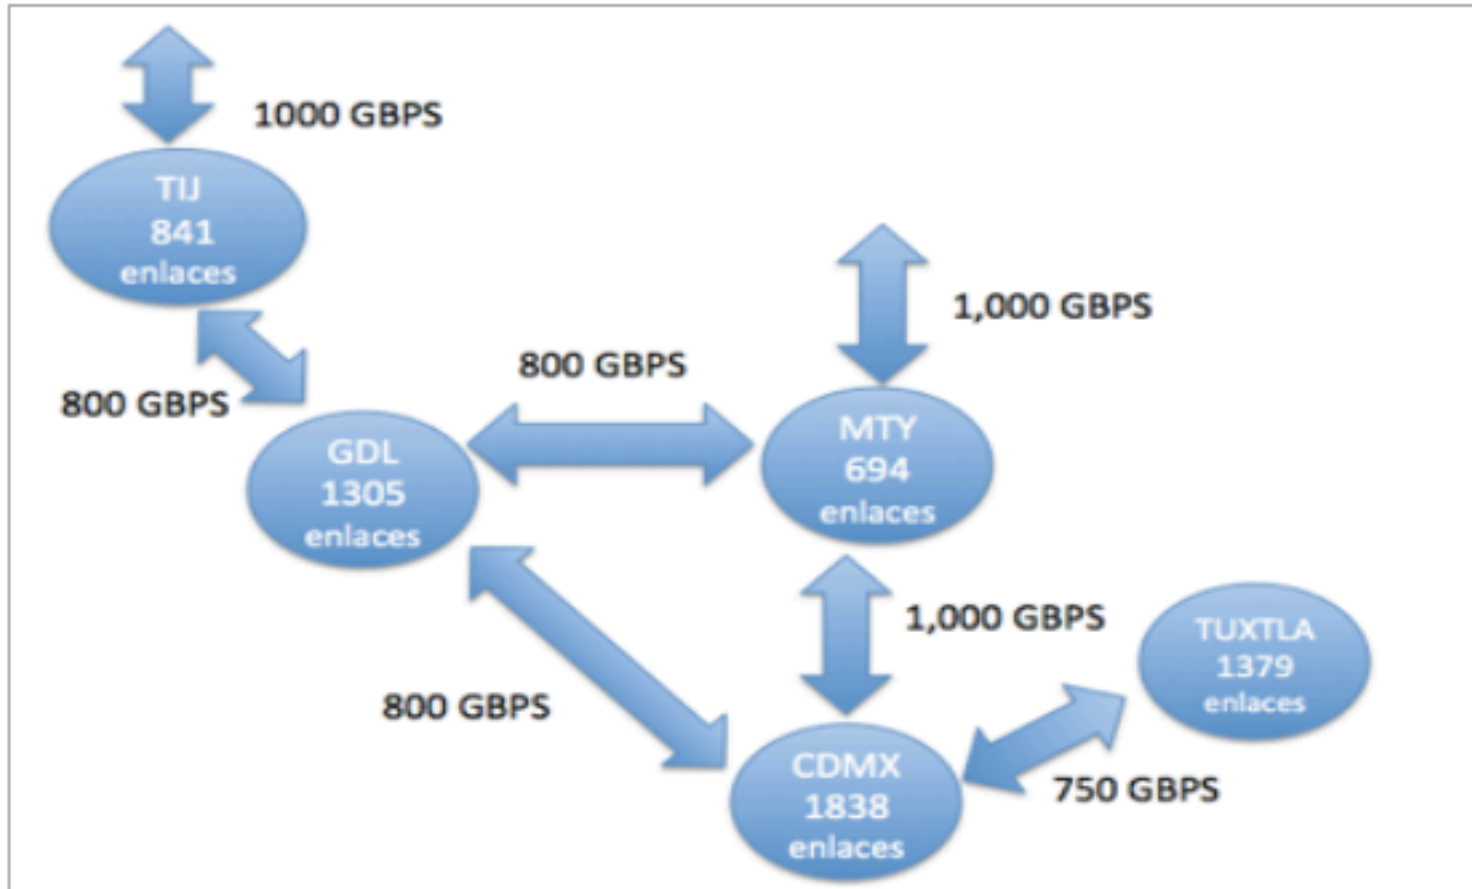 1000 GBPS
TIJ
841
enlaces
1,000 GBPS
800 GBPS
800 GBPS
MTY
694
enlaces
GDL
1305
enlaces
1,000 GBPS
TUXTLA
1379
enlaces
800 GBPS
CDMX
1838
enlaces
750 GBPS